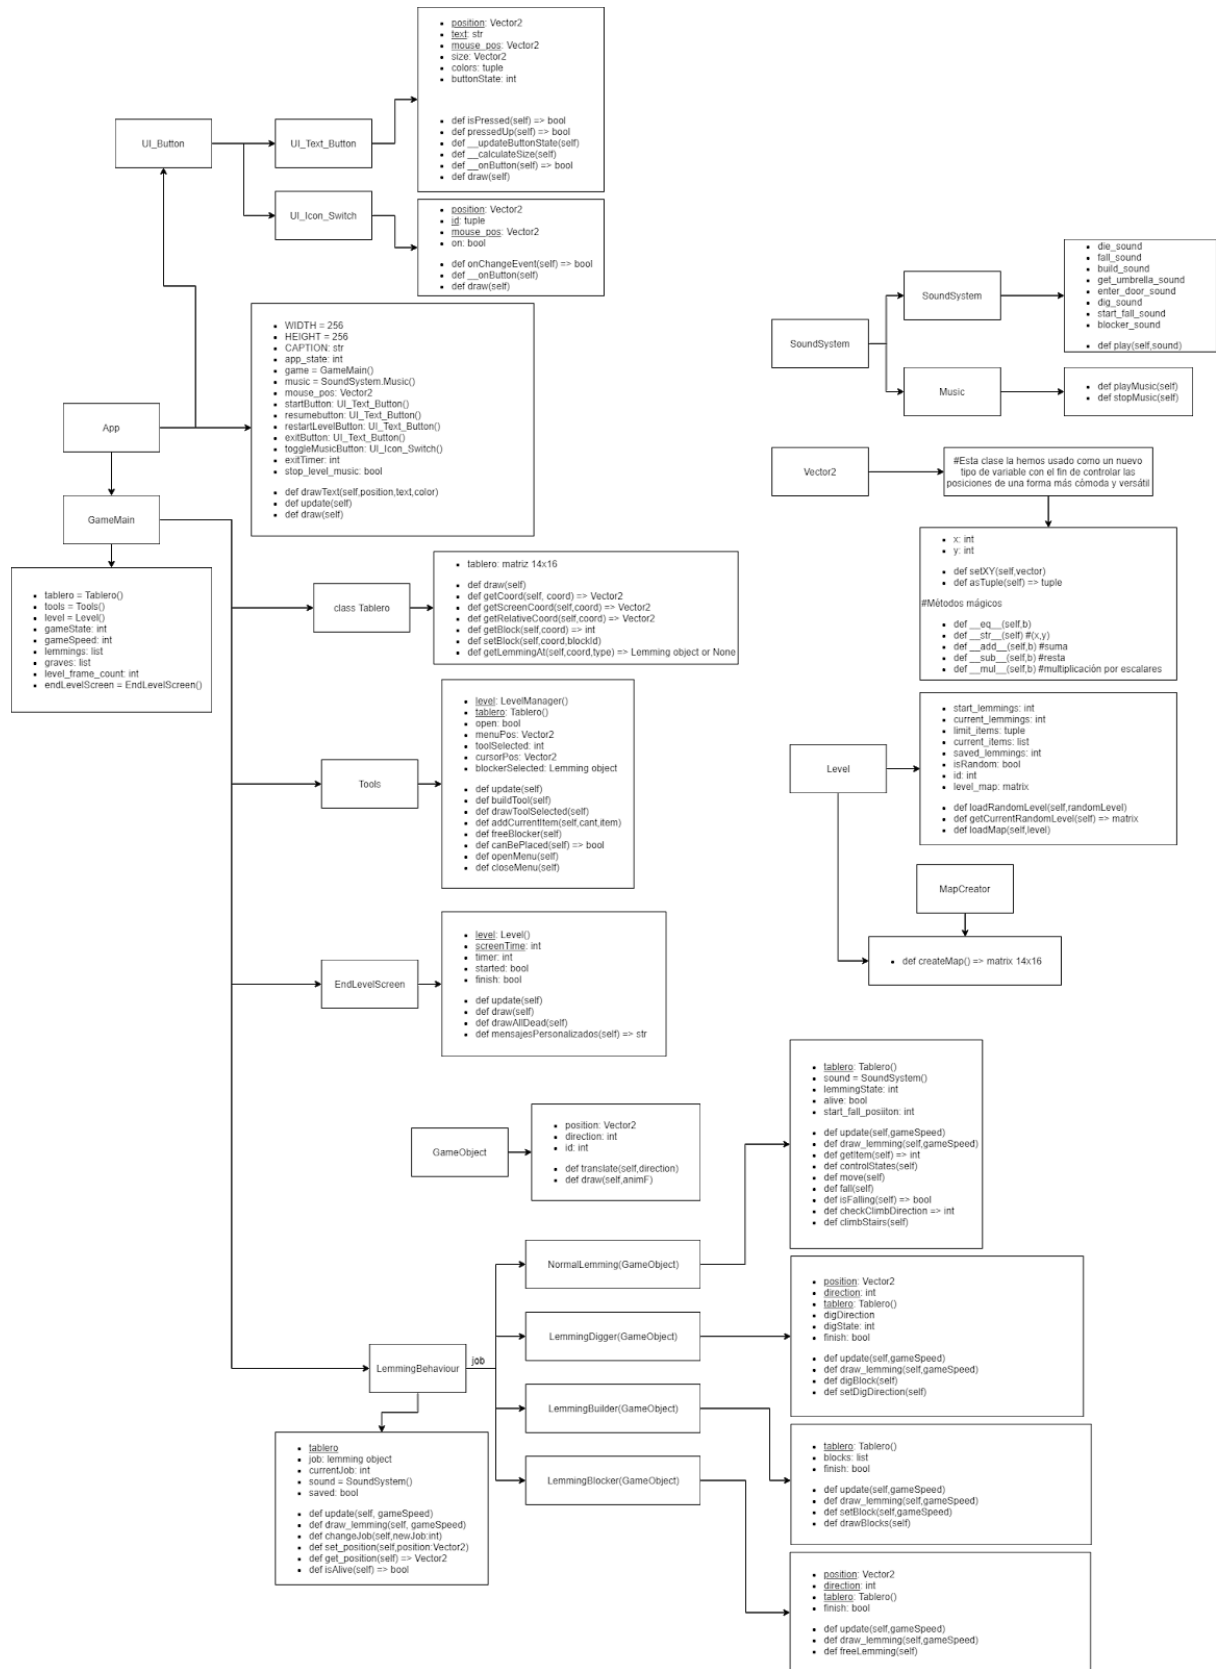 position: Vector2
text: str
mouse_pos: Vector2
size: Vector2
colors: tuple
buttonState: int
def isPressed(self) => bool
def pressedUp(self) => bool
def __updateButtonState(self)
def __calculateSize(self)
def __onButton(self) => bool
def draw(self)
UI_Button
UI_Text_Button
UI_Icon_Switch
position: Vector2
id: tuple
mouse_pos: Vector2
on: bool
def onChangeEvent(self) => bool
def __onButton(self)
def draw(self)
WIDTH = 256
HEIGHT = 256
CAPTION: str
app_state: int
game = GameMain()
music = SoundSystem.Music()
mouse_pos: Vector2
startButton: UI_Text_Button()
resumebutton: UI_Text_Button()
restartLevelButton: UI_Text_Button()
exitButton: UI_Text_Button()
toggleMusicButton: UI_Icon_Switch()
exitTimer: int
stop_level_music: bool
def drawText(self,position,text,color)
def update(self)
def draw(self)
App
GameMain
tablero = Tablero()
tools = Tools()
level = Level()
gameState: int
gameSpeed: int
lemmings: list
graves: list
level_frame_count: int
endLevelScreen = EndLevelScreen()
SoundSystem
SoundSystem
die_sound
fall_sound
build_sound
get_umbrella_sound
enter_door_sound
dig_sound
start_fall_sound
blocker_sound
def play(self,sound)
Music
def playMusic(self)
def stopMusic(self)
Vector2
#Esta clase la hemos usado como un nuevo
tipo de variable con el fin de controlar las
posiciones de una forma más cómoda y versátil
x: int
y: int
def setXY(self,vector)
def asTuple(self) => tuple
#Métodos mágicos
def __eq__(self,b)
def __str__(self) #(x,y)
def __add__(self,b) #suma
def __sub__(self,b) #resta
def __mul__(self,b) #multiplicación por escalares
class Tablero
tablero: matriz 14x16
def draw(self)
def getCoord(self, coord) => Vector2
def getScreenCoord(self,coord) => Vector2
def getRelativeCoord(self,coord) => Vector2
def getBlock(self,coord) => int
def setBlock(self,coord,blockId)
def getLemmingAt(self,coord,type) => Lemming object or None
Tools
level: LevelManager()
tablero: Tablero()
open: bool
menuPos: Vector2
toolSelected: int
cursorPos: Vector2
blockerSelected: Lemming object
def update(self)
def buildTool(self)
def drawToolSelected(self)
def addCurrentItem(self,cant,item)
def freeBlocker(self)
def canBePlaced(self) => bool
def openMenu(self)
def closeMenu(self)
Level
start_lemmings: int
current_lemmings: int
limit_items: tuple
current_items: list
saved_lemmings: int
isRandom: bool
id: int
level_map: matrix
def loadRandomLevel(self,randomLevel)
def getCurrentRandomLevel(self) => matrix
def loadMap(self,level)
MapCreator
def createMap() => matrix 14x16
EndLevelScreen
level: Level()
screenTime: int
timer: int
started: bool
finish: bool
def update(self)
def draw(self)
def drawAllDead(self)
def mensajesPersonalizados(self) => str
GameObject
position: Vector2
direction: int
id: int
def translate(self,direction)
def draw(self,animF)
tablero: Tablero()
sound = SoundSystem()
lemmingState: int
alive: bool
start_fall_posiiton: int
def update(self,gameSpeed)
def draw_lemming(self,gameSpeed)
def getItem(self) => int
def controlStates(self)
def move(self)
def fall(self)
def isFalling(self) => bool
def checkClimbDirection => int
def climbStairs(self)
NormalLemming(GameObject)
LemmingDigger(GameObject)
position: Vector2
direction: int
tablero: Tablero()
digDirection
digState: int
finish: bool
def update(self,gameSpeed)
def draw_lemming(self,gameSpeed)
def digBlock(self)
def setDigDirection(self)
LemmingBehaviour
job
LemmingBuilder(GameObject)
tablero: Tablero()
blocks: list
finish: bool
def update(self,gameSpeed)
def draw_lemming(self,gameSpeed)
def setBlock(self,gameSpeed)
def drawBlocks(self)
LemmingBlocker(GameObject)
tablero
job: lemming object
currentJob: int
sound = SoundSystem()
saved: bool
def update(self, gameSpeed)
def draw_lemming(self, gameSpeed)
def changeJob(self,newJob:int)
def set_position(self,position:Vector2)
def get_position(self) => Vector2
def isAlive(self) => bool
position: Vector2
direction: int
tablero: Tablero()
finish: bool
def update(self,gameSpeed)
def draw_lemming(self,gameSpeed)
def freeLemming(self)